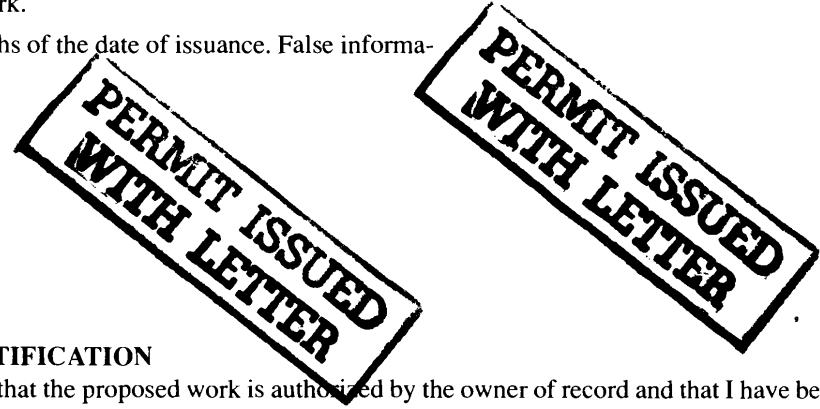 rk.
hs of the date of issuance. False informa-
PERMIT ISSUED
WITH LETTER
PERMIT ISSUED
WITH LETTER
TIFICATION
that the proposed work is authorized by the owner of record and that I have be